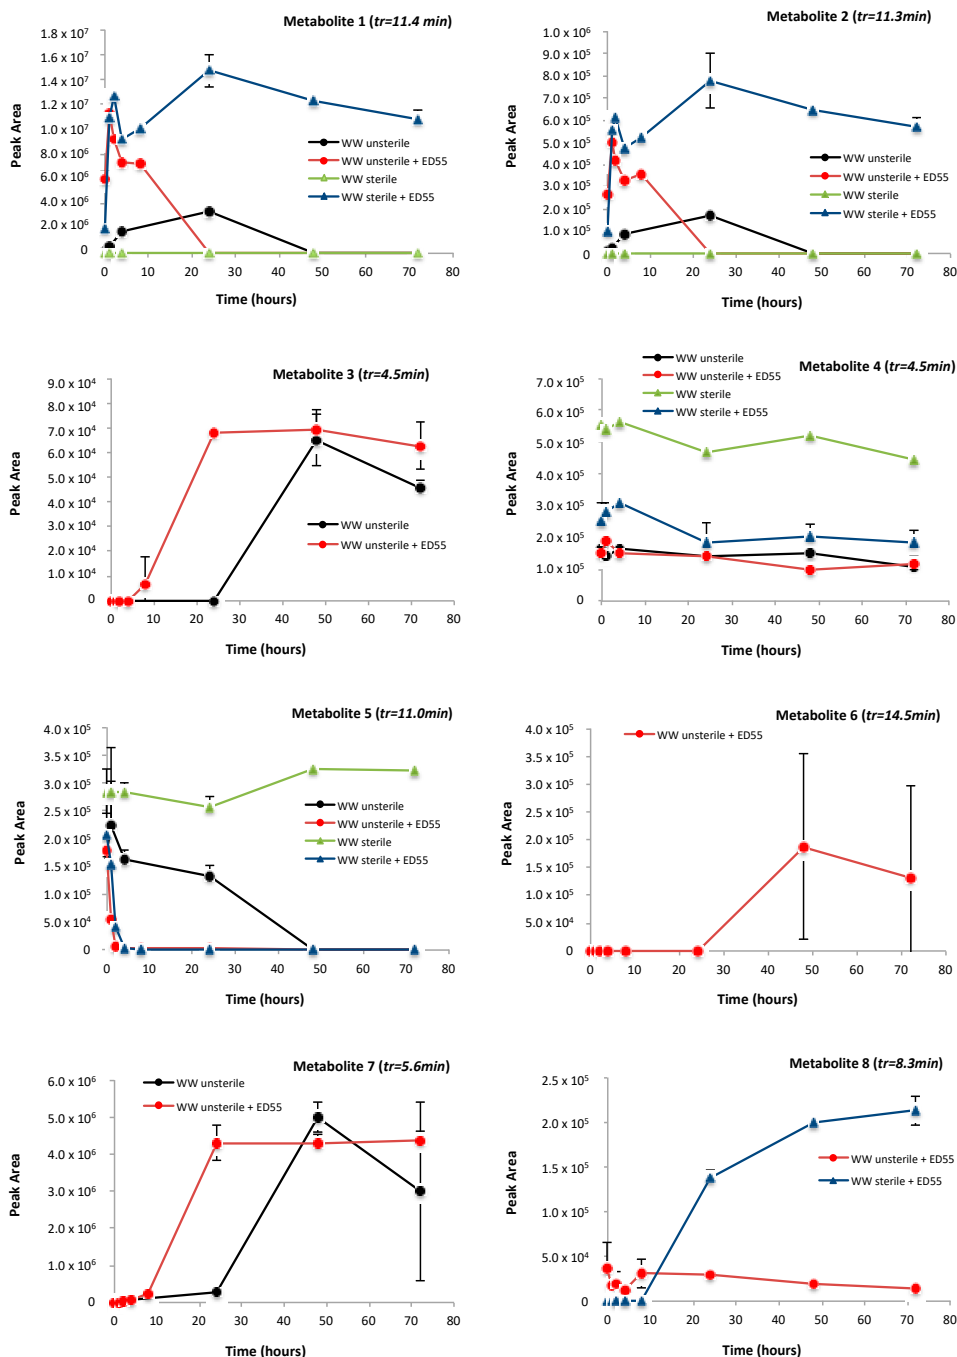 Metabolite 1 (tr=11.4 min)
1.8 x 10⁷
1.6 x 10⁷
1.4 x 10⁷
1.2 x 10⁷
1.0 x 10⁷
8.0 x 10⁶
6.0 x 10⁶
4.0 x 10⁶
2.0 x 10⁶
0
Peak Area
WW unsterile
WW unsterile + ED55
WW sterile
WW sterile + ED55
0 10 20 30 40 50 60 70 80
Time (hours)
Metabolite 2 (tr=11.3min)
1.0 x 10⁶
9.0 x 10⁵
8.0 x 10⁵
7.0 x 10⁵
6.0 x 10⁵
5.0 x 10⁵
4.0 x 10⁵
3.0 x 10⁵
2.0 x 10⁵
1.0 x 10⁵
0
Peak Area
WW unsterile
WW unsterile + ED55
WW sterile
WW sterile + ED55
0 10 20 30 40 50 60 70 80
Time (hours)
Metabolite 3 (tr=4.5min)
9.0 x 10⁴
8.0 x 10⁴
7.0 x 10⁴
6.0 x 10⁴
5.0 x 10⁴
4.0 x 10⁴
3.0 x 10⁴
2.0 x 10⁴
1.0 x 10⁴
0
Peak Area
WW unsterile
WW unsterile + ED55
0 10 20 30 40 50 60 70 80
Time (hours)
Metabolite 4 (tr=4.5min)
WW unsterile
WW unsterile + ED55
WW sterile
WW sterile + ED55
7.0 x 10⁵
6.0 x 10⁵
5.0 x 10⁵
3.0 x 10⁵
2.0 x 10⁵
1.0 x 10⁵
0
Peak Area
0 10 20 30 40 50 60 70 80
Time (hours)
Metabolite 5 (tr=11.0min)
4.0 x 10⁵
3.5 x 10⁵
3.0 x 10⁵
2.5 x 10⁵
2.0 x 10⁵
1.5 x 10⁵
1.0 x 10⁵
5.0 x 10⁴
0
Peak Area
WW unsterile
WW unsterile + ED55
WW sterile
WW sterile + ED55
0 10 20 30 40 50 60 70 80
Time (hours)
Metabolite 6 (tr=14.5min)
WW unsterile + ED55
4.0 x 10⁵
3.5 x 10⁵
3.0 x 10⁵
2.5 x 10⁵
2.0 x 10⁵
1.5 x 10⁵
1.0 x 10⁵
5.0 x 10⁴
0
Peak Area
0 10 20 30 40 50 60 70 80
Time (hours)
Metabolite 7 (tr=5.6min)
WW unsterile
WW unsterile + ED55
6.0 x 10⁶
5.0 x 10⁶
4.0 x 10⁶
3.0 x 10⁶
2.0 x 10⁶
1.0 x 10⁶
0
Peak Area
0 10 20 30 40 50 60 70 80
Time (hours)
Metabolite 8 (tr=8.3min)
2.5 x 10⁵
2.0 x 10⁵
1.5 x 10⁵
1.0 x 10⁵
5.0 x 10⁴
0
Peak Area
WW unsterile + ED55
WW sterile + ED55
0 10 20 30 40 50 60 70 80
Time (hours)